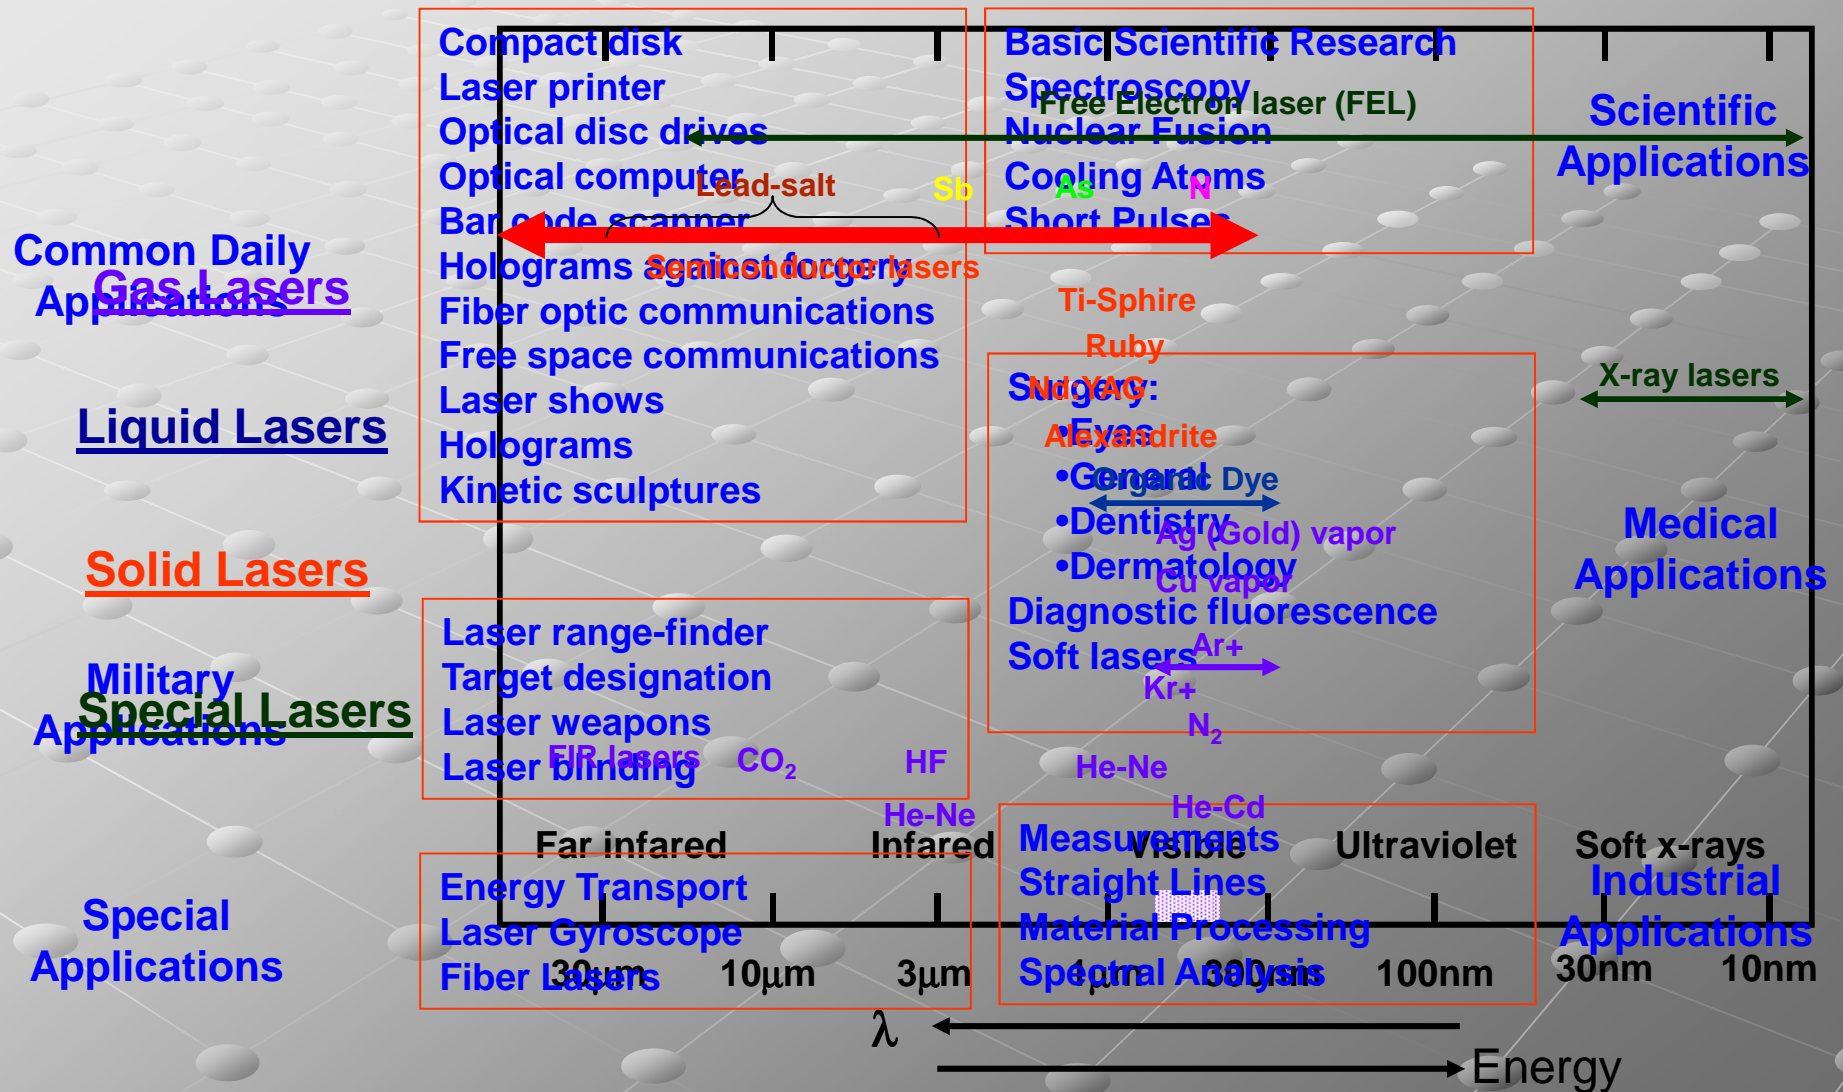 Compact disk
Laser printer
Optical disc drives
Optical computer
Bar code scanner
Holograms against forgery
Fiber optic communications
Free space communications
Laser shows
Holograms
Kinetic sculptures
Basic Scientific Research
Spectroscopy
Nuclear Fusion
Cooling Atoms
Short Pulses
Free Electron laser (FEL)
Scientific
Applications
Lead-salt
Sb
As
N
Semiconductor lasers
Common Daily
Applications
Gas Lasers
Liquid Lasers
Solid Lasers
Special Lasers
Ti-Sphire
Ruby
Nd:YAG
Alexandrite
X-ray lasers
Surgery:
•Eyes
•General
•Dentistry
•Dermatology
Diagnostic fluorescence
Soft lasers
Organic Dye
Ag (Gold) vapor
Cu vapor
Ar+
Kr+
N₂
Medical
Applications
Military
Applications
Laser range-finder
Target designation
Laser weapons
Laser blinding
FIR lasers
CO₂
HF
He-Ne
He-Ne
He-Cd
Far infared
Infared
Visible
Ultraviolet
Soft x-rays
Measurements
Straight Lines
Material Processing
Spectral Analysis
Industrial
Applications
Special
Applications
Energy Transport
Laser Gyroscope
Fiber Lasers
30μm
10μm
3μm
1μm
300nm
100nm
30nm
10nm
λ
Energy